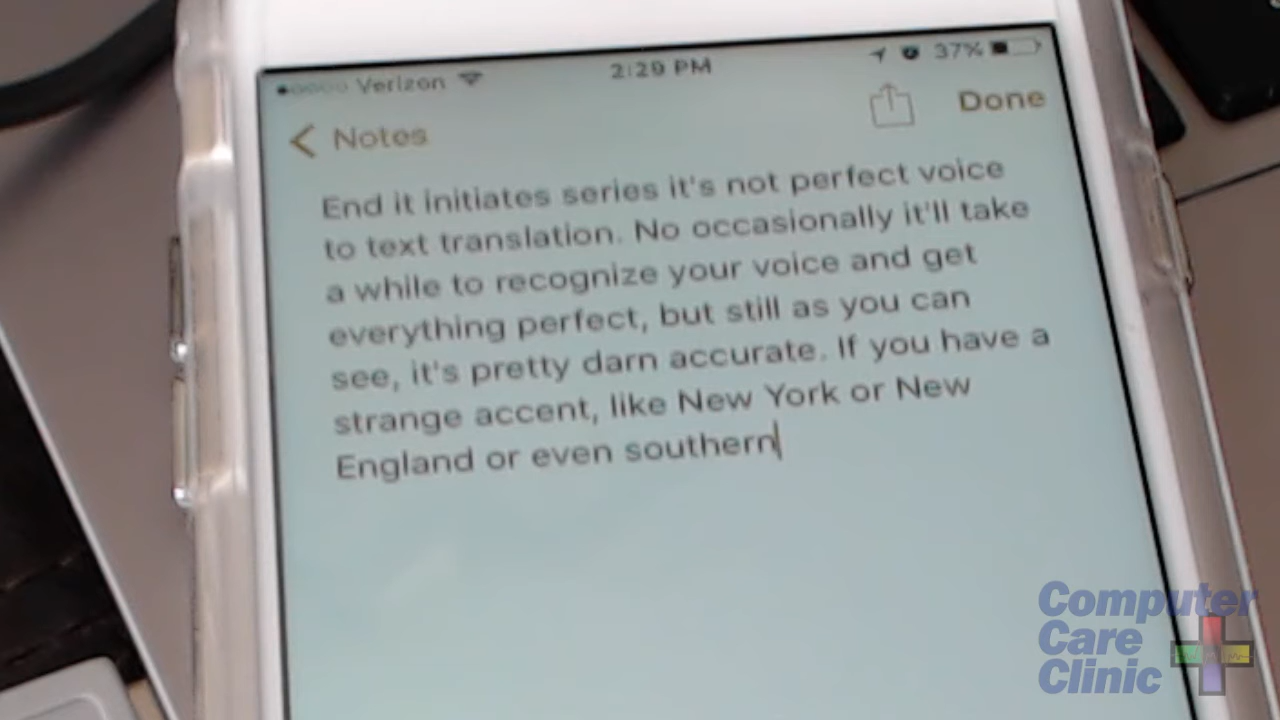 Verizon 2:29 PM 37%
Notes Done
End it initiates series it's not perfect voice
to text translation. No occasionally it'll take
a while to recognize your voice and get
everything perfect, but still as you can
see, it's pretty darn accurate. If you have a
strange accent, like New York or New
England or even southern
Computer
Care
Clinic